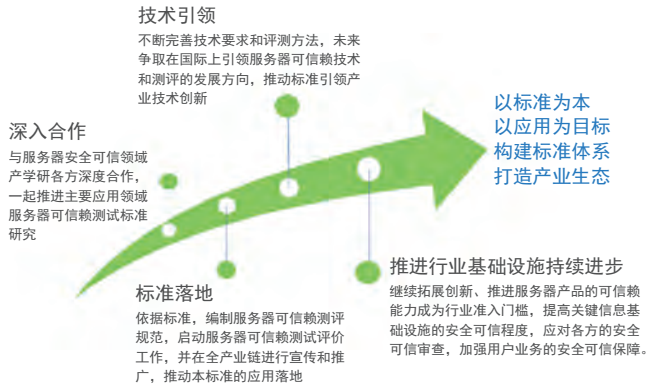 技术引领
不断完善技术要求和评测方法，未来
争取在国际上引领服务器可信赖技术
和测评的发展方向，推动标准引领产
业技术创新
深入合作
与服务器安全可信领域
产学研各方深度合作，
一起推进主要应用领域
服务器可信赖测试标准
研究
以标准为本
以应用为目标
构建标准体系
打造产业生态
标准落地
依据标准，编制服务器可信赖测评
规范，启动服务器可信赖测试评价
工作，并在全产业链进行宣传和推
广，推动本标准的应用落地
推进行业基础设施持续进步
继续拓展创新、推进服务器产品的可信赖
能力成为行业准入门槛，提高关键信息基
础设施的安全可信程度，应对各方的安全
可信审查，加强用户业务的安全可信保障。